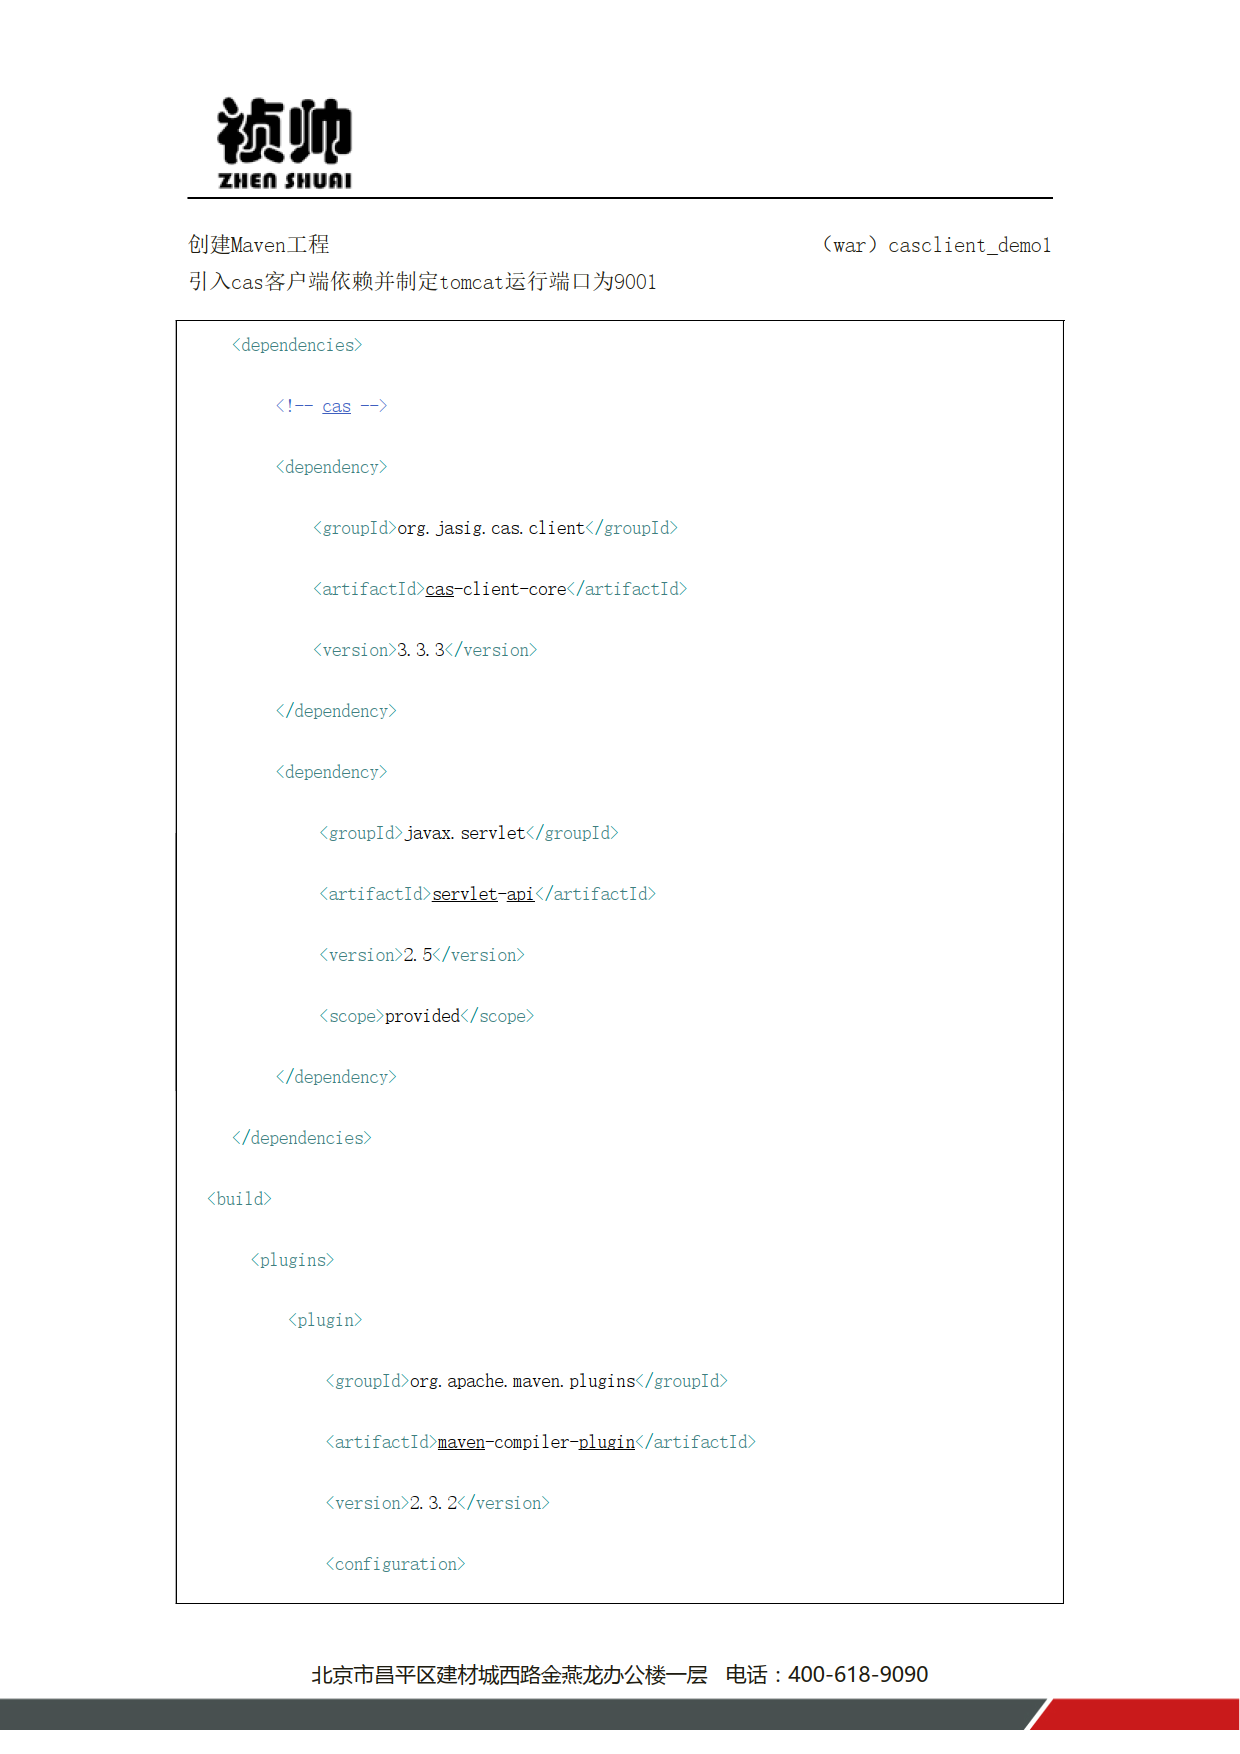 祯帅
ZHEN SHUAI
创建Maven工程 （war）casclient_demo1
引入cas客户端依赖并制定tomcat运行端口为9001
<dependencies>
<!-- cas -->
<dependency>
<groupId>org.jasig.cas.client</groupId>
<artifactId>cas-client-core</artifactId>
<version>3.3.3</version>
</dependency>
<dependency>
<groupId>javax.servlet</groupId>
<artifactId>servlet-api</artifactId>
<version>2.5</version>
<scope>provided</scope>
</dependency>
</dependencies>
<build>
<plugins>
<plugin>
<groupId>org.apache.maven.plugins</groupId>
<artifactId>maven-compiler-plugin</artifactId>
<version>2.3.2</version>
<configuration>
北京市昌平区建材城西路金燕龙办公楼一层 电话：400-618-9090